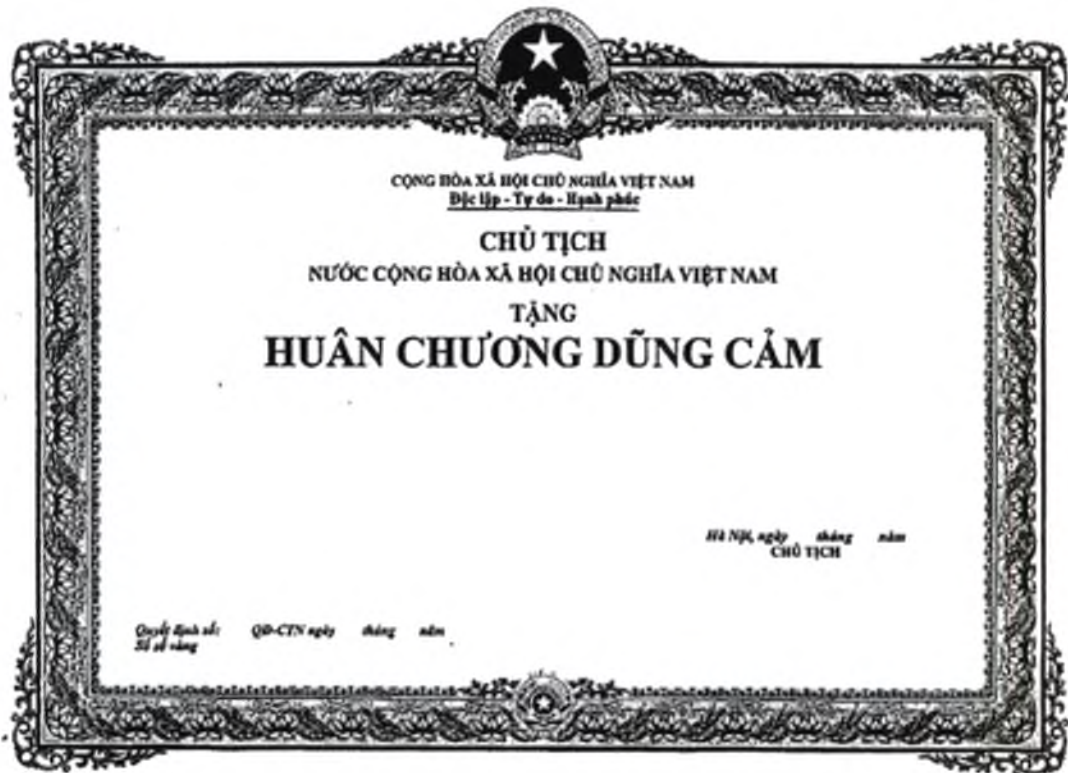 CỘNG HÒA XÃ HỘI CHỦ NGHĨA VIỆT NAM
Độc lập - Tự do - Hạnh phúc
CHỦ TỊCH
NƯỚC CỘNG HÒA XÃ HỘI CHỦ NGHĨA VIỆT NAM
TẶNG
HUÂN CHƯƠNG DŨNG CẢM
Hà Nội, ngày tháng năm
CHỦ TỊCH
Quyết định số: QĐ-CTN ngày tháng năm
Số sổ vàng